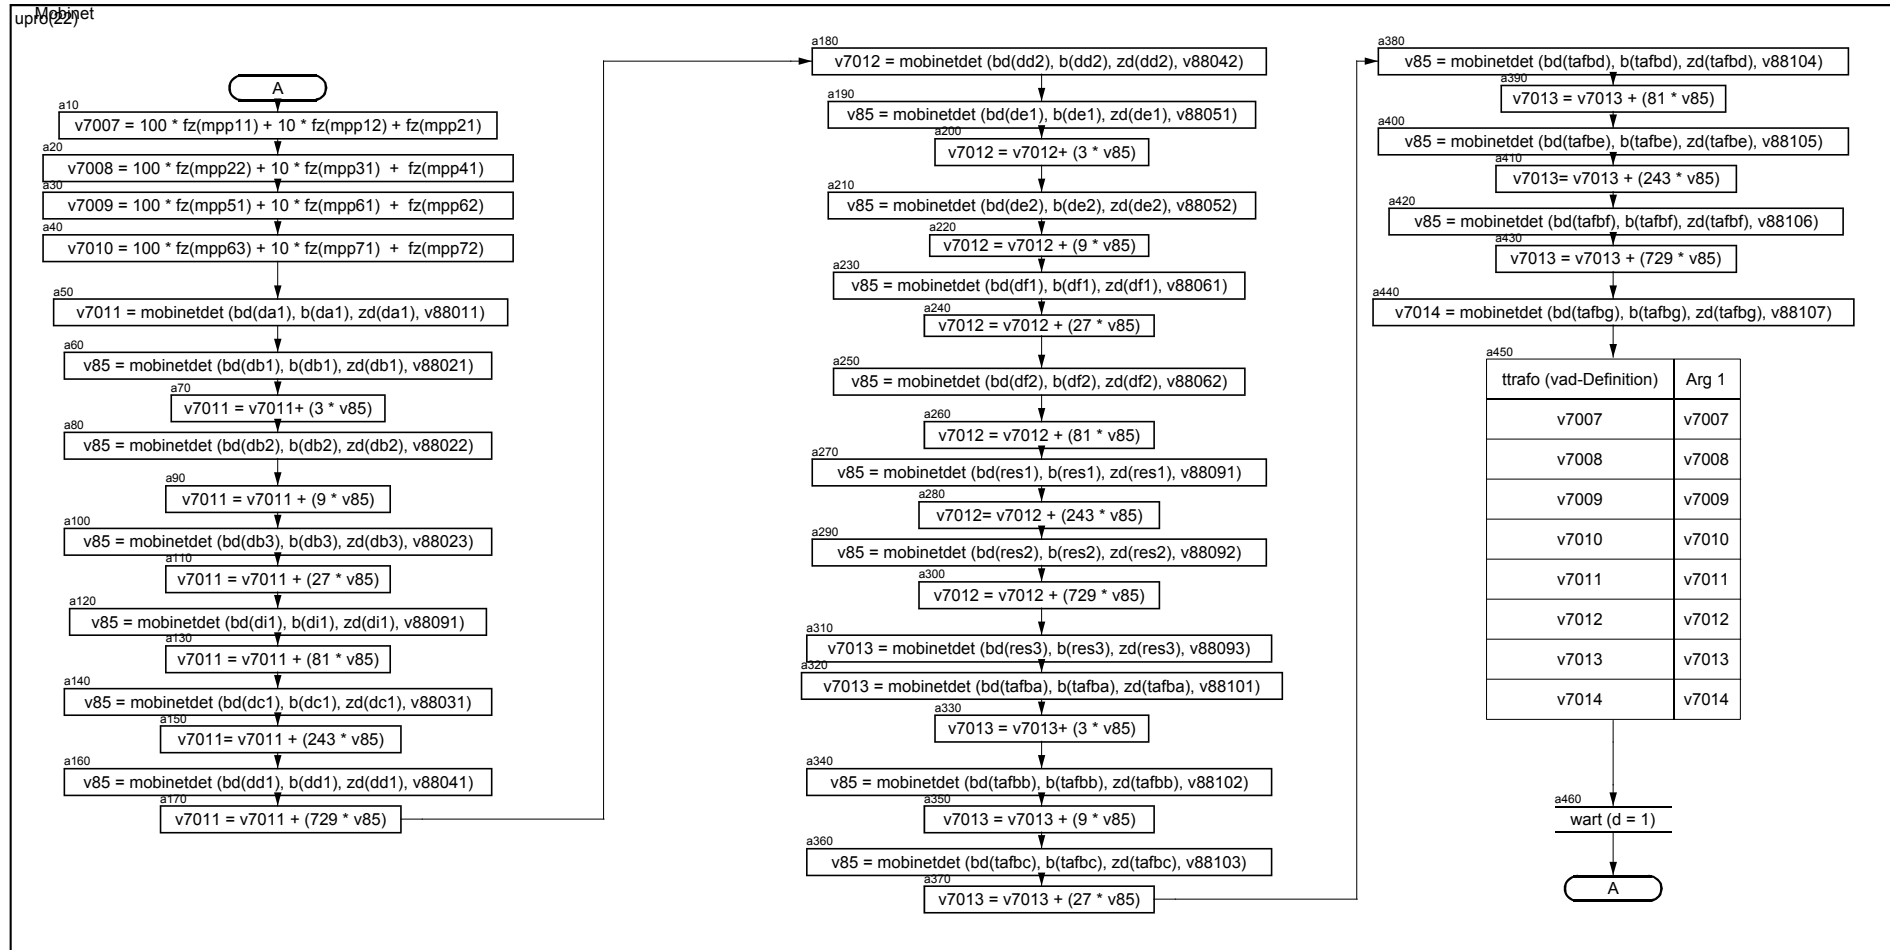 Mobinet
upro(22)
A
a10
v7007 = 100 * fz(mpp11) + 10 * fz(mpp12) + fz(mpp21)
a20
v7008 = 100 * fz(mpp22) + 10 * fz(mpp31) + fz(mpp41)
a30
v7009 = 100 * fz(mpp51) + 10 * fz(mpp61) + fz(mpp62)
a40
v7010 = 100 * fz(mpp63) + 10 * fz(mpp71) + fz(mpp72)
a50
v7011 = mobinetdet (bd(da1), b(da1), zd(da1), v88011)
a60
v85 = mobinetdet (bd(db1), b(db1), zd(db1), v88021)
a70
v7011 = v7011+ (3 * v85)
a80
v85 = mobinetdet (bd(db2), b(db2), zd(db2), v88022)
a90
v7011 = v7011 + (9 * v85)
a100
v85 = mobinetdet (bd(db3), b(db3), zd(db3), v88023)
a110
v7011 = v7011 + (27 * v85)
a120
v85 = mobinetdet (bd(di1), b(di1), zd(di1), v88091)
a130
v7011 = v7011 + (81 * v85)
a140
v85 = mobinetdet (bd(dc1), b(dc1), zd(dc1), v88031)
a150
v7011= v7011 + (243 * v85)
a160
v85 = mobinetdet (bd(dd1), b(dd1), zd(dd1), v88041)
a170
v7011 = v7011 + (729 * v85)
a180
v7012 = mobinetdet (bd(dd2), b(dd2), zd(dd2), v88042)
a190
v85 = mobinetdet (bd(de1), b(de1), zd(de1), v88051)
a200
v7012 = v7012+ (3 * v85)
a210
v85 = mobinetdet (bd(de2), b(de2), zd(de2), v88052)
a220
v7012 = v7012 + (9 * v85)
a230
v85 = mobinetdet (bd(df1), b(df1), zd(df1), v88061)
a240
v7012 = v7012 + (27 * v85)
a250
v85 = mobinetdet (bd(df2), b(df2), zd(df2), v88062)
a260
v7012 = v7012 + (81 * v85)
a270
v85 = mobinetdet (bd(res1), b(res1), zd(res1), v88091)
a280
v7012= v7012 + (243 * v85)
a290
v85 = mobinetdet (bd(res2), b(res2), zd(res2), v88092)
a300
v7012 = v7012 + (729 * v85)
a310
v7013 = mobinetdet (bd(res3), b(res3), zd(res3), v88093)
a320
v7013 = mobinetdet (bd(tafba), b(tafba), zd(tafba), v88101)
a330
v7013 = v7013+ (3 * v85)
a340
v85 = mobinetdet (bd(tafbb), b(tafbb), zd(tafbb), v88102)
a350
v7013 = v7013 + (9 * v85)
a360
v85 = mobinetdet (bd(tafbc), b(tafbc), zd(tafbc), v88103)
a370
v7013 = v7013 + (27 * v85)
a380
v85 = mobinetdet (bd(tafbd), b(tafbd), zd(tafbd), v88104)
a390
v7013 = v7013 + (81 * v85)
a400
v85 = mobinetdet (bd(tafbe), b(tafbe), zd(tafbe), v88105)
a410
v7013= v7013 + (243 * v85)
a420
v85 = mobinetdet (bd(tafbf), b(tafbf), zd(tafbf), v88106)
a430
v7013 = v7013 + (729 * v85)
a440
v7014 = mobinetdet (bd(tafbg), b(tafbg), zd(tafbg), v88107)
a450
ttrafo (vad-Definition) Arg 1
v7007 v7007
v7008 v7008
v7009 v7009
v7010 v7010
v7011 v7011
v7012 v7012
v7013 v7013
v7014 v7014
a460
wart (d = 1)
A